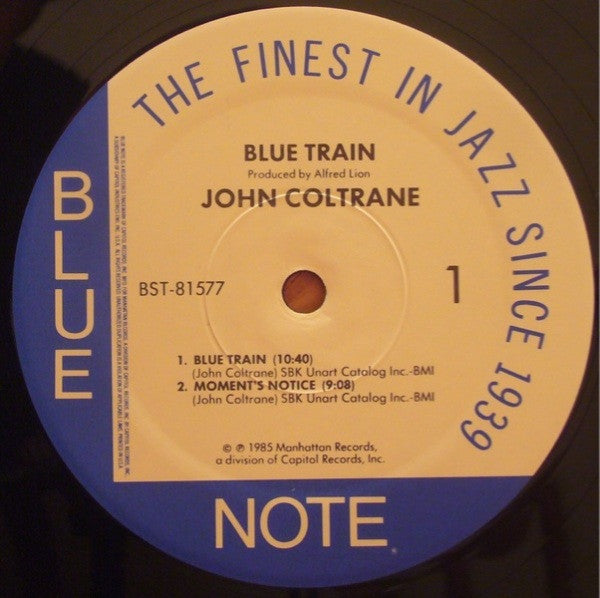 THE FINEST IN JAZZ SINCE 1939
BLUE
BLUE TRAIN
Produced by Alfred Lion
JOHN COLTRANE
BST-81577
1
1. BLUE TRAIN (10:40)
(John Coltrane) SBK Unart Catalog Inc.-BMI
2. MOMENT'S NOTICE (9:08)
(John Coltrane) SBK Unart Catalog Inc.-BMI
© ℗ 1985 Manhattan Records,
a division of Capitol Records, Inc.
NOTE